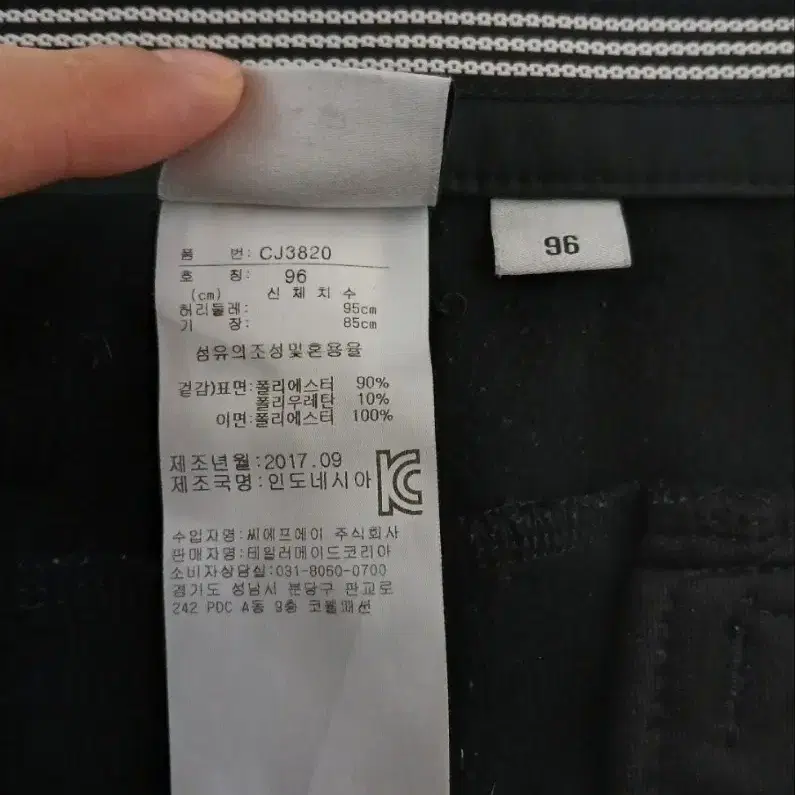 품 번: CJ3820
호 칭: 96
(cm) 신 체 치 수
허리둘레: 95cm
기 장: 85cm
섬유의조성및혼용율
겉감)표면:폴리에스터 90%
폴리우레탄 10%
이면:폴리에스터 100%
제조년월:2017.09
제조국명:인도네시아
KC
수입자명:씨에프에이 주식회사
판매자명:테일러메이드코리아
소비자상담실:031-8060-0700
경기도 성남시 분당구 판교로
242 PDC A동 9층 코웰패션
96